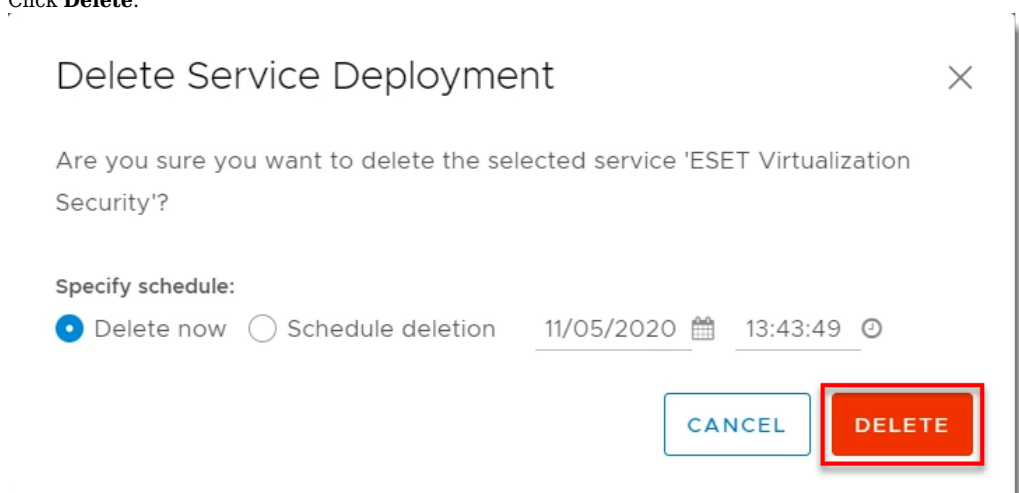 Click Delete.
Delete Service Deployment
Are you sure you want to delete the selected service 'ESET Virtualization
Security'?
Specify schedule:
Delete now Schedule deletion 11/05/2020 13:43:49
CANCEL DELETE